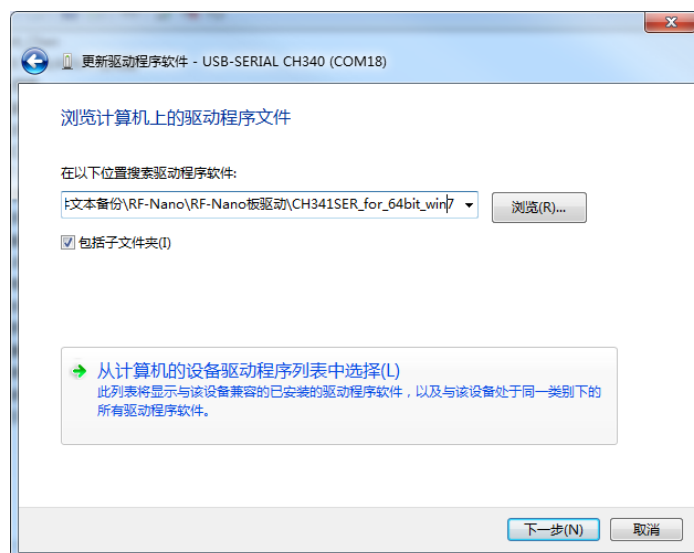 更新驱动程序软件 - USB-SERIAL CH340 (COM18)
浏览计算机上的驱动程序文件
在以下位置搜索驱动程序软件:
文本备份\RF-Nano\RF-Nano板驱动\CH341SER_for_64bit_win7
浏览(R)...
包括子文件夹(I)
从计算机的设备驱动程序列表中选择(L)
此列表将显示与该设备兼容的已安装的驱动程序软件，以及与该设备处于同一类别下的
所有驱动程序软件。
下一步(N)
取消